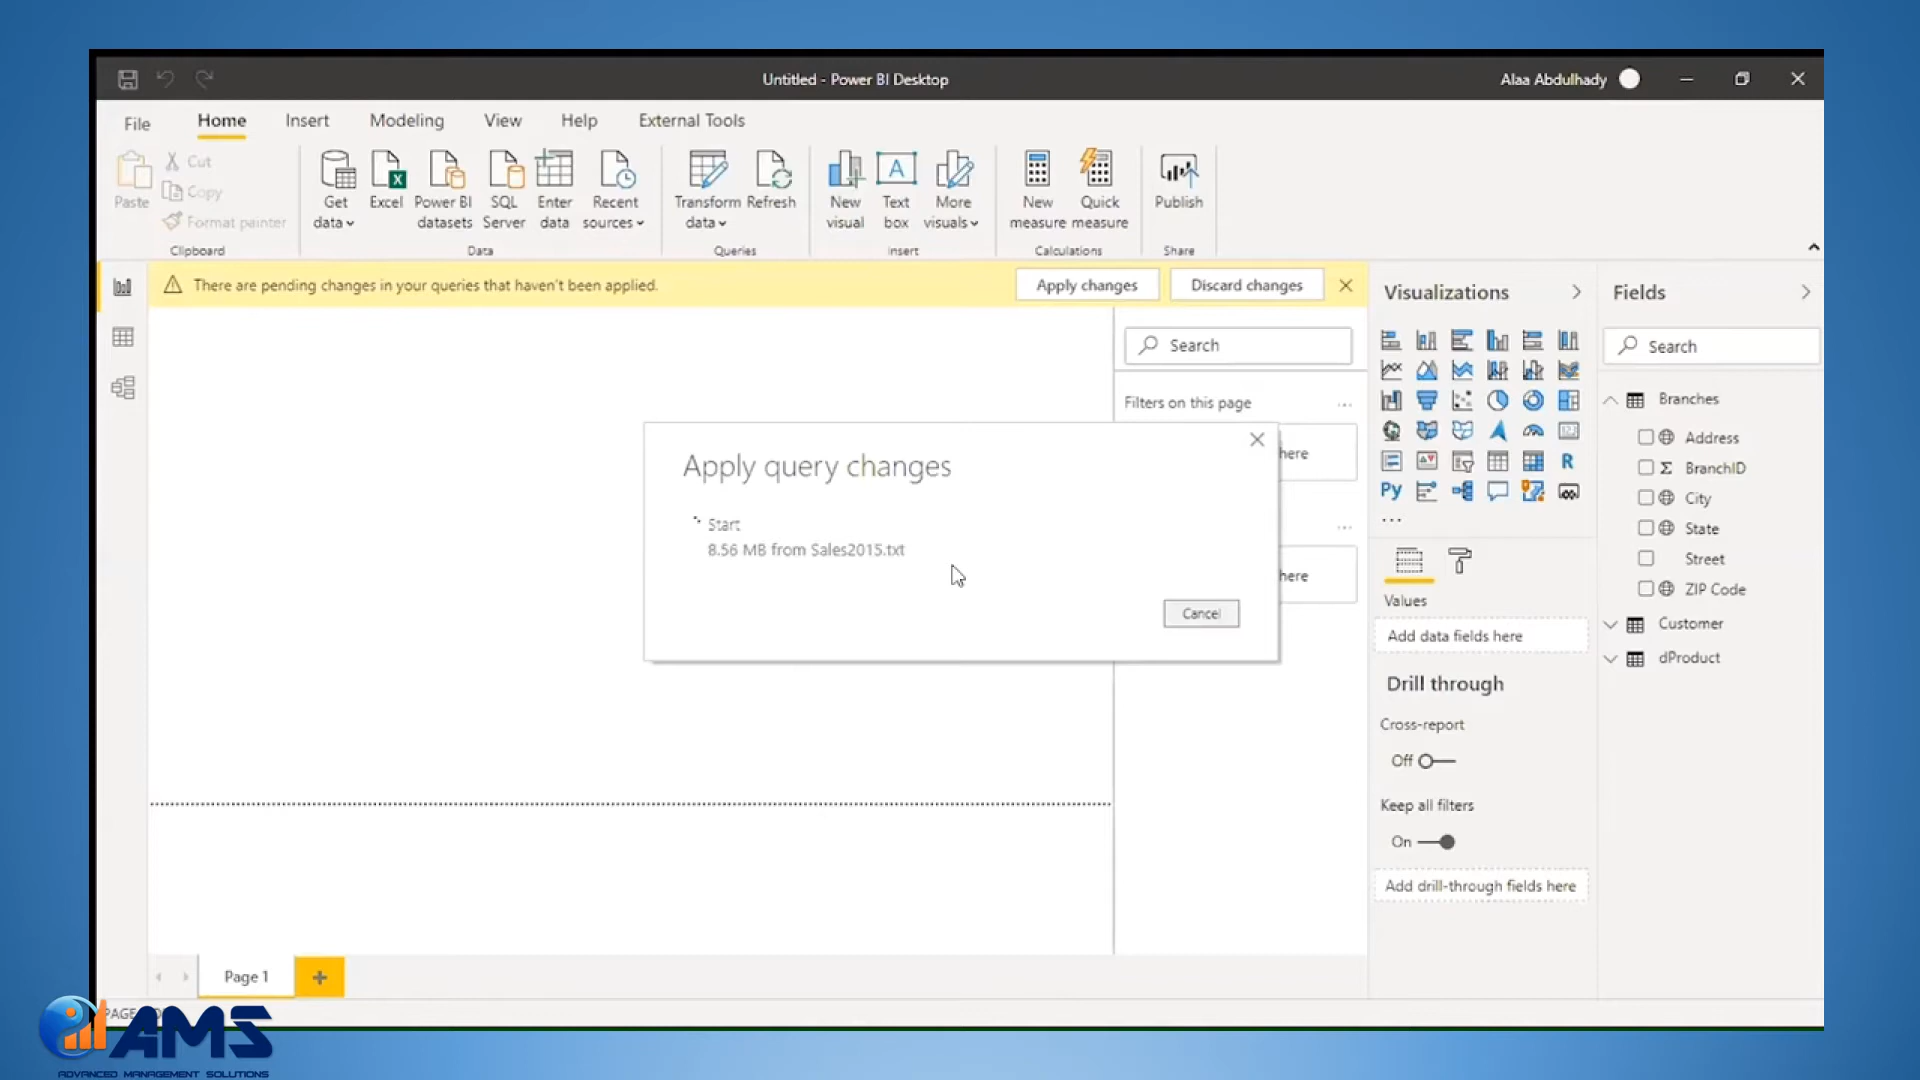 Untitled - Power BI Desktop
Alaa Abdulhady
File
Home
Insert
Modeling
View
Help
External Tools
Paste
Cut
Copy
Format painter
Clipboard
Get data
Excel
Power BI datasets
SQL Server
Enter data
Recent sources
Data
Transform data
Refresh
Queries
New visual
Text box
More visuals
Insert
New measure
Quick measure
Calculations
Publish
Share
There are pending changes in your queries that haven't been applied.
Apply changes
Discard changes
Search
Filters on this page
here
here
Apply query changes
Start
8.56 MB from Sales2015.txt
Cancel
Visualizations
R
Py
Values
Add data fields here
Drill through
Cross-report
Off
Keep all filters
On
Add drill-through fields here
Fields
Search
Branches
Address
BranchID
City
State
Street
ZIP Code
Customer
dProduct
Page 1
AMS
ADVANCED MANAGEMENT SOLUTIONS